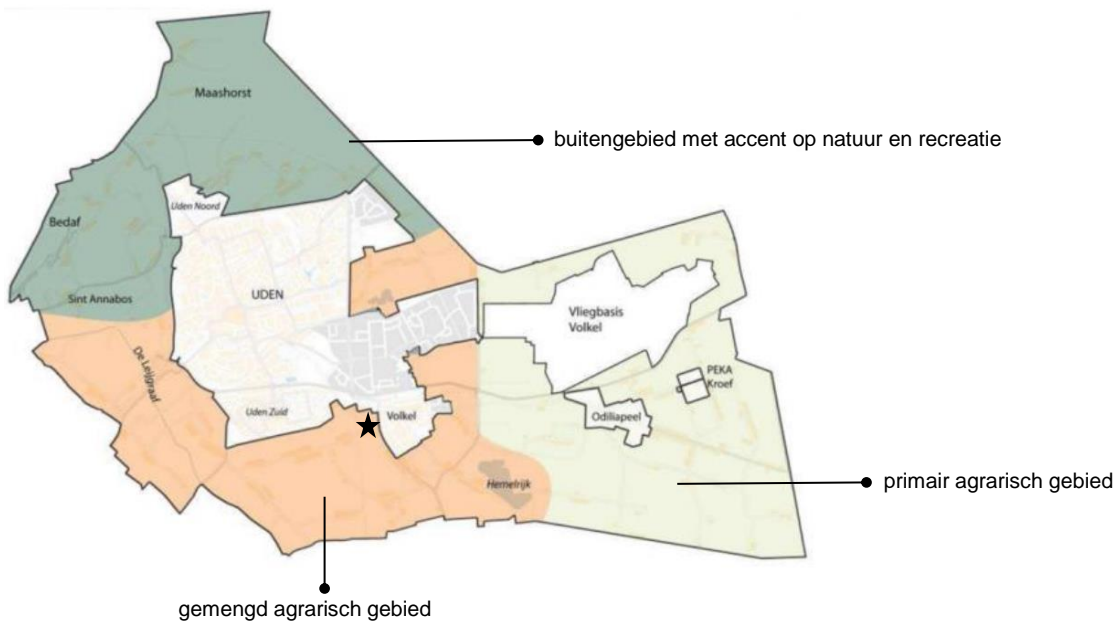 Maashorst
buitengebied met accent op natuur en recreatie
Uden Noord
Bedaf
Sint Annabos
UDEN
Vliegbasis
Volkel
De Leijgraaf
PEKA
Kroef
Uden Zuid
Volkel
Odiliapeel
Hemelrijk
primair agrarisch gebied
gemengd agrarisch gebied